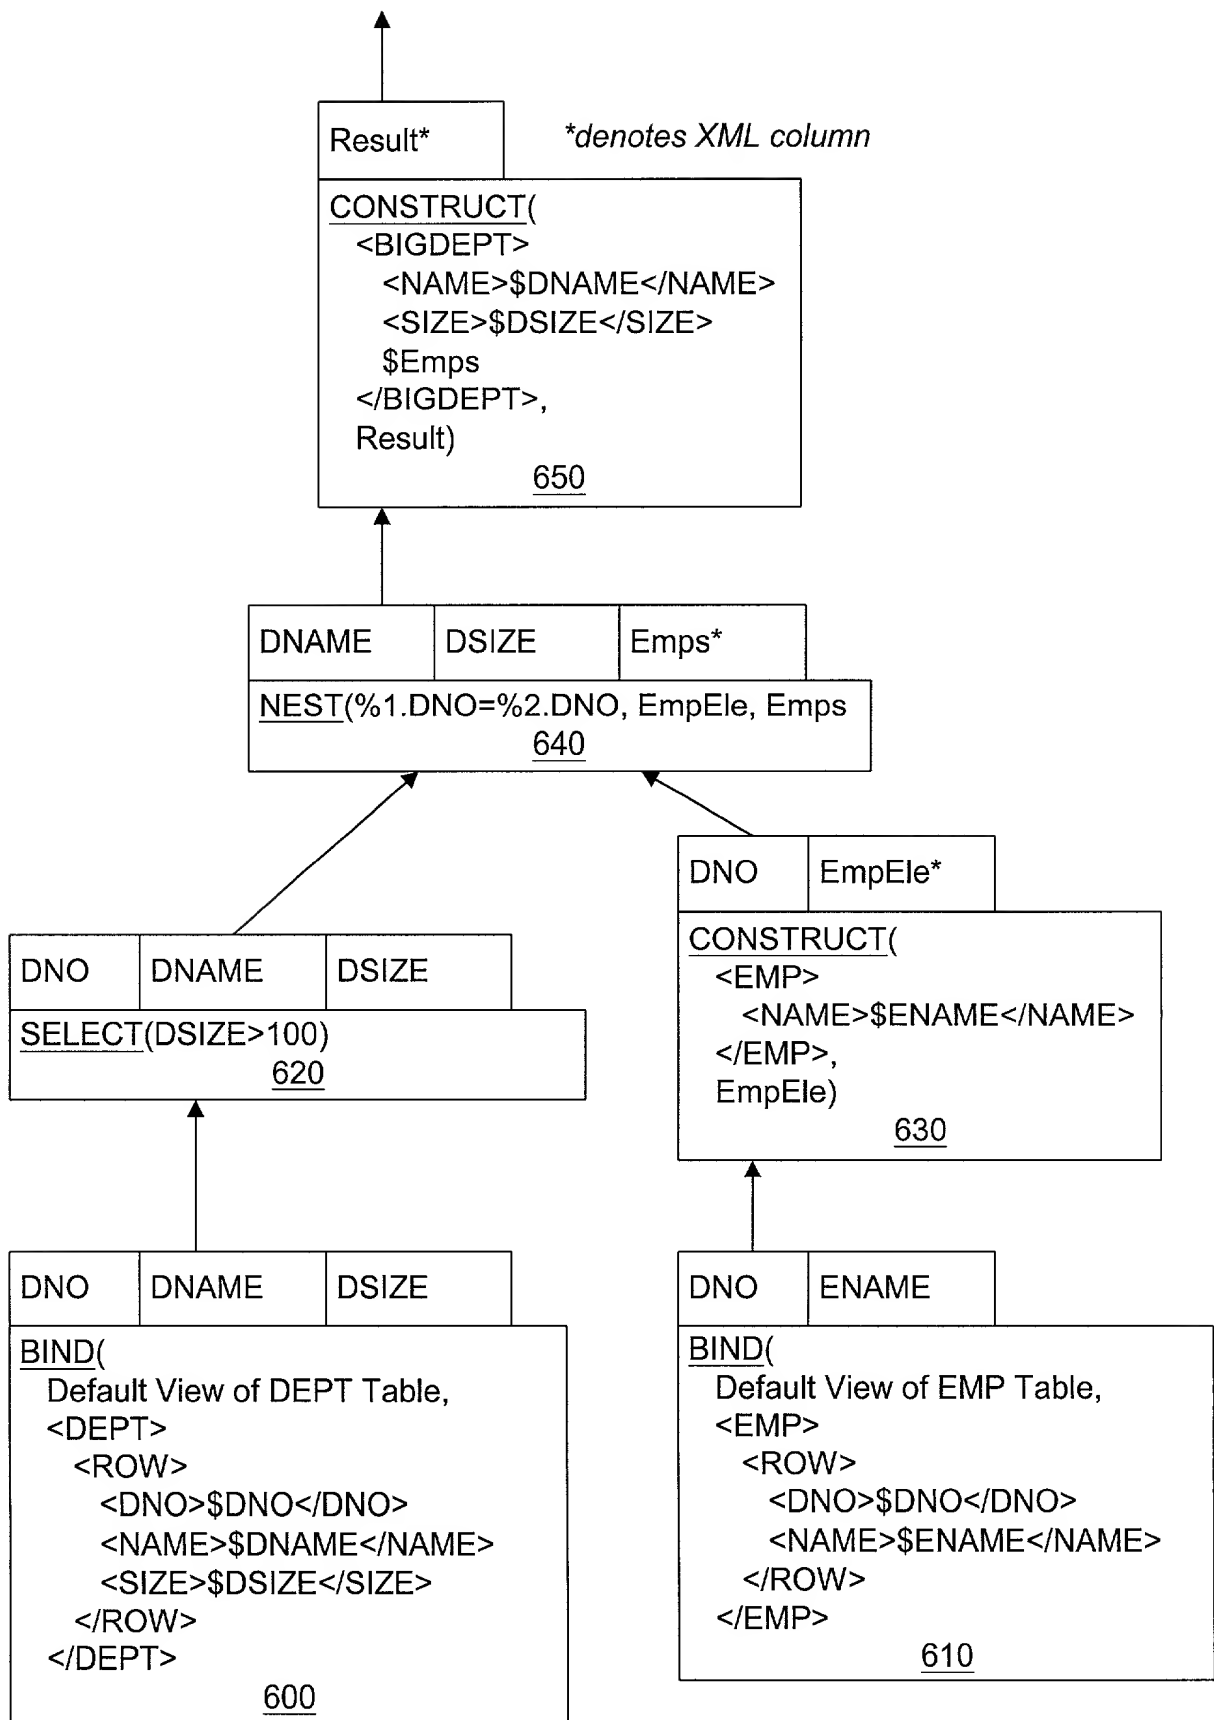 Result*
*denotes XML column
CONSTRUCT(
<BIGDEPT>
<NAME>$DNAME</NAME>
<SIZE>$DSIZE</SIZE>
$Emps
</BIGDEPT>,
Result)
650
DNAME DSIZE Emps*
NEST(%1.DNO=%2.DNO, EmpEle, Emps
640
DNO DNAME DSIZE
SELECT(DSIZE>100)
620
DNO EmpEle*
CONSTRUCT(
<EMP>
<NAME>$ENAME</NAME>
</EMP>,
EmpEle)
630
DNO DNAME DSIZE
BIND(
Default View of DEPT Table,
<DEPT>
<ROW>
<DNO>$DNO</DNO>
<NAME>$DNAME</NAME>
<SIZE>$DSIZE</SIZE>
</ROW>
</DEPT>
600
DNO ENAME
BIND(
Default View of EMP Table,
<EMP>
<ROW>
<DNO>$DNO</DNO>
<NAME>$ENAME</NAME>
</ROW>
</EMP>
610